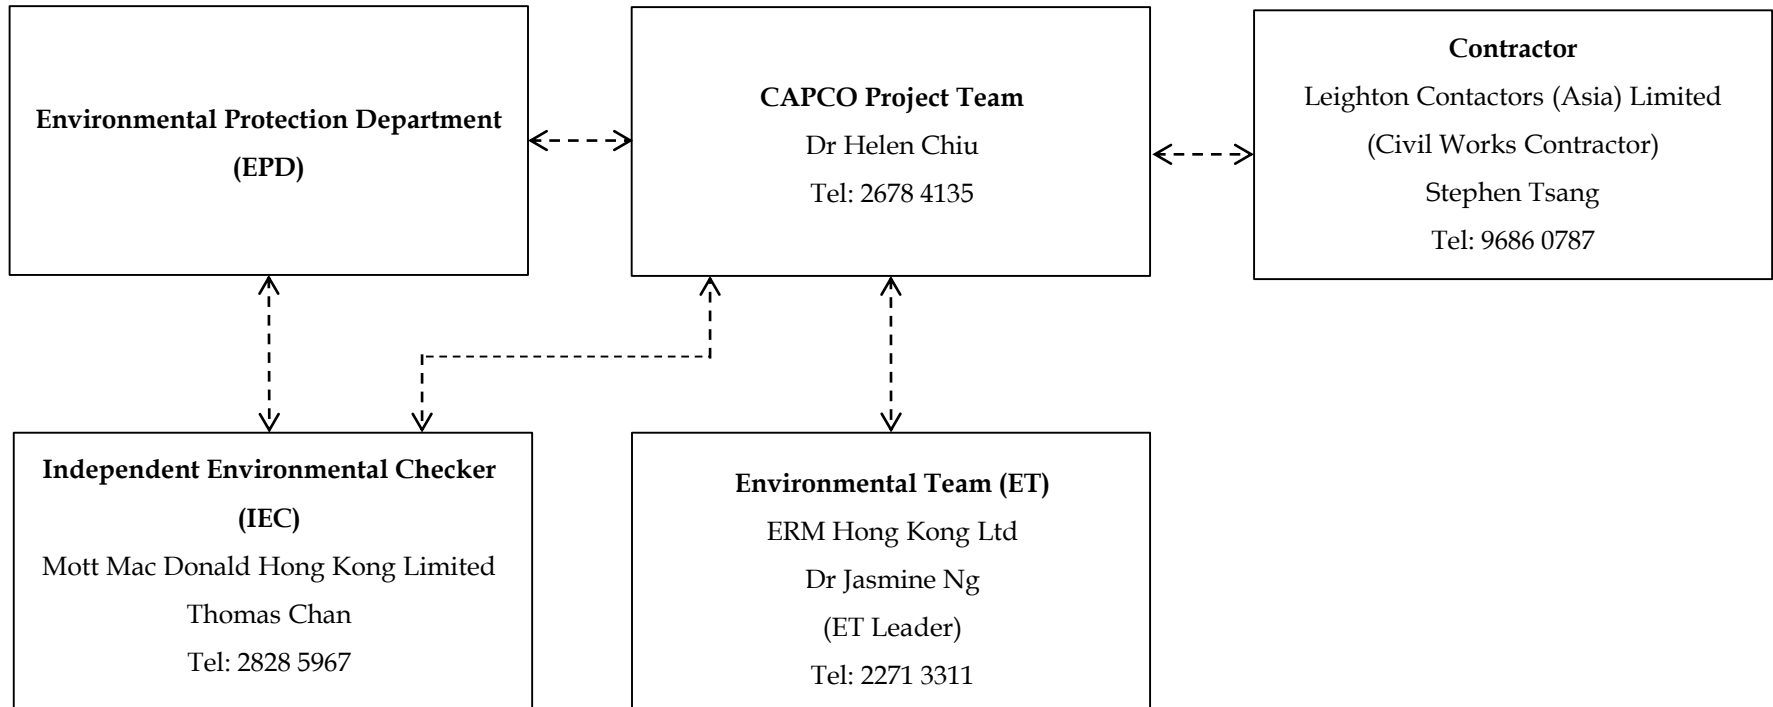 Environmental Protection Department
(EPD)
CAPCO Project Team
Dr Helen Chiu
Tel: 2678 4135
Contractor
Leighton Contactors (Asia) Limited
(Civil Works Contractor)
Stephen Tsang
Tel: 9686 0787
Independent Environmental Checker
(IEC)
Mott Mac Donald Hong Kong Limited
Thomas Chan
Tel: 2828 5967
Environmental Team (ET)
ERM Hong Kong Ltd
Dr Jasmine Ng
(ET Leader)
Tel: 2271 3311